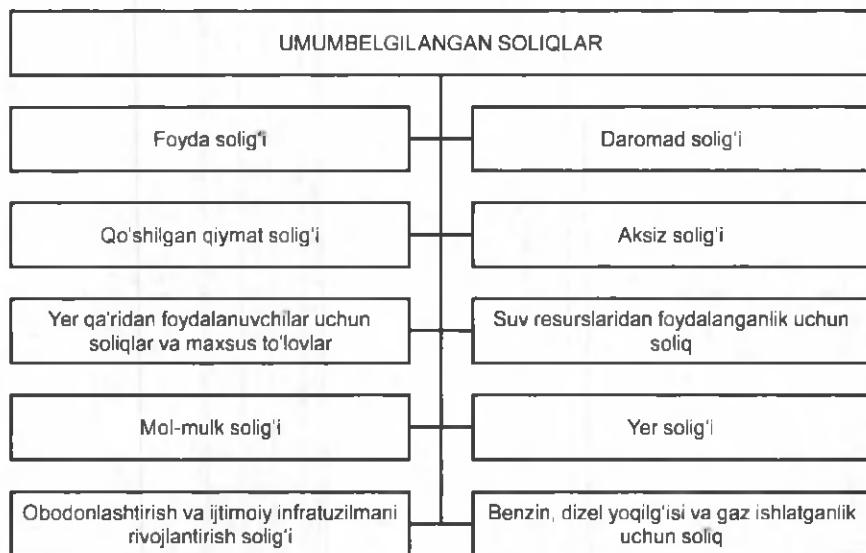 UMUMBELGILANGAN SOLIQLAR
Foyda solig‘i
Daromad solig‘i
Qo‘shilgan qiymat solig‘i
Aksiz solig‘i
Yer qa’ridan foydalanuvchilar uchun
soliqlar va maxsus to‘lovlar
Suv resurslaridan foydalanganlik uchun
soliq
Mol-mulk solig‘i
Yer solig‘i
Obodonlashtirish va ijtimoiy infratuzilmani
rivojlantirish solig‘i
Benzin, dizel yoqilg‘isi va gaz ishlatganlik
uchun soliq